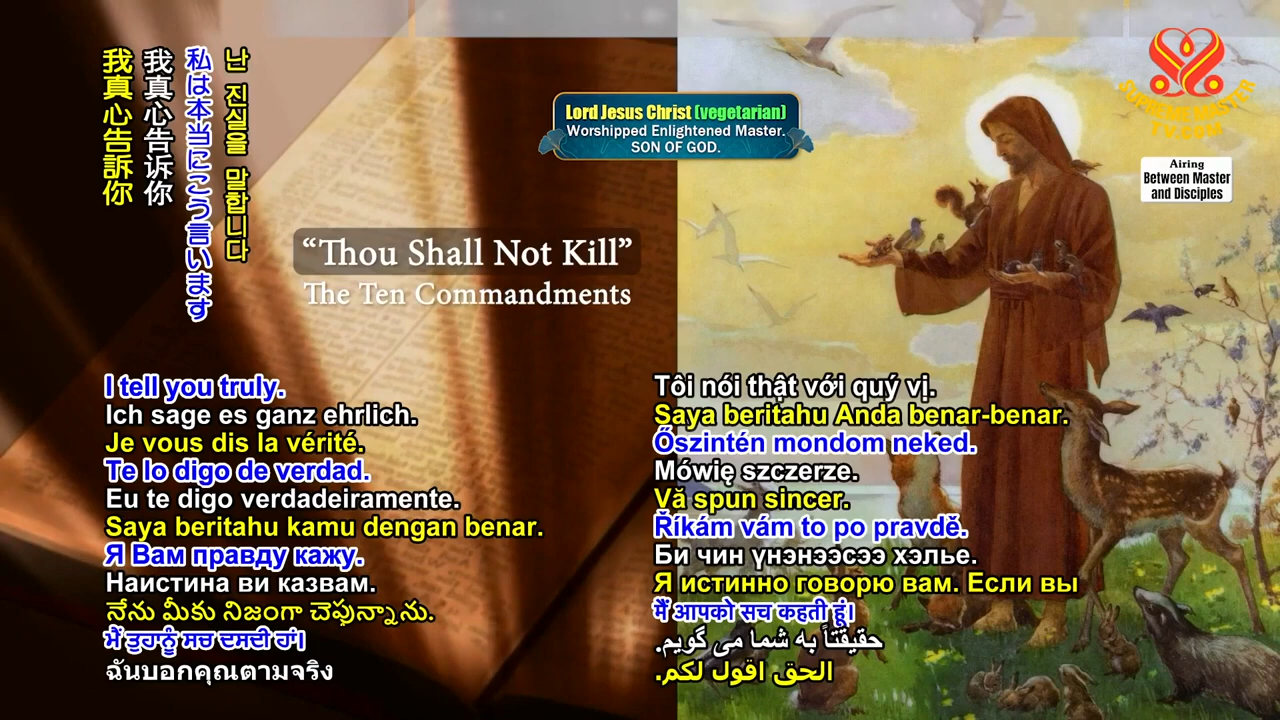 我真心告訴你
我真心告诉你
私は本当にこう言います
난 진실을 말합니다
Lord Jesus Christ (vegetarian)
Worshipped Enlightened Master.
SON OF GOD.
SUPREMEMASTER
TV.COM
Airing
Between Master
and Disciples
“Thou Shall Not Kill”
The Ten Commandments
I tell you truly.
Ich sage es ganz ehrlich.
Je vous dis la vérité.
Te lo digo de verdad.
Eu te digo verdadeiramente.
Saya beritahu kamu dengan benar.
Я Вам правду кажу.
Наистина ви казвам.
నేను మీకు నిజంగా చెప్తున్నాను.
ਮੈਂ ਤੁਹਾਨੂੰ ਸਚ ਦਸਦੀ ਹਾਂ।
ฉันบอกคุณตามจริง
Tôi nói thật với quý vị.
Saya beritahu Anda benar-benar.
Őszintén mondom neked.
Mówię szczerze.
Vă spun sincer.
Říkám vám to po pravdě.
Би чин үнэнээсээ хэлье.
Я истинно говорю вам. Если вы
मैं आपको सच कहती हूं।
حقیقتاً به شما می گویم.
الحق اقول لكم.